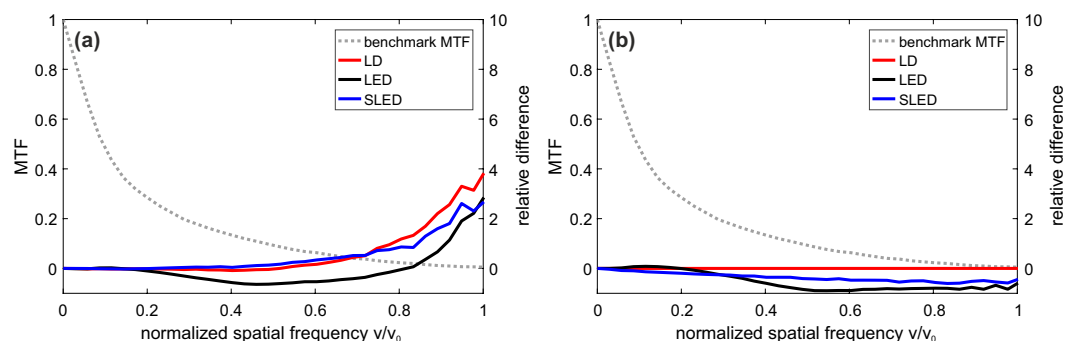 (a)
benchmark MTF
LD
LED
SLED
1
0.8
0.6
0.4
0.2
0
MTF
10
8
6
4
2
0
relative difference
0
0.2
0.4
0.6
0.8
1
normalized spatial frequency v/v₀
(b)
benchmark MTF
LD
LED
SLED
1
0.8
0.6
0.4
0.2
0
MTF
10
8
6
4
2
0
relative difference
0
0.2
0.4
0.6
0.8
1
normalized spatial frequency v/v₀